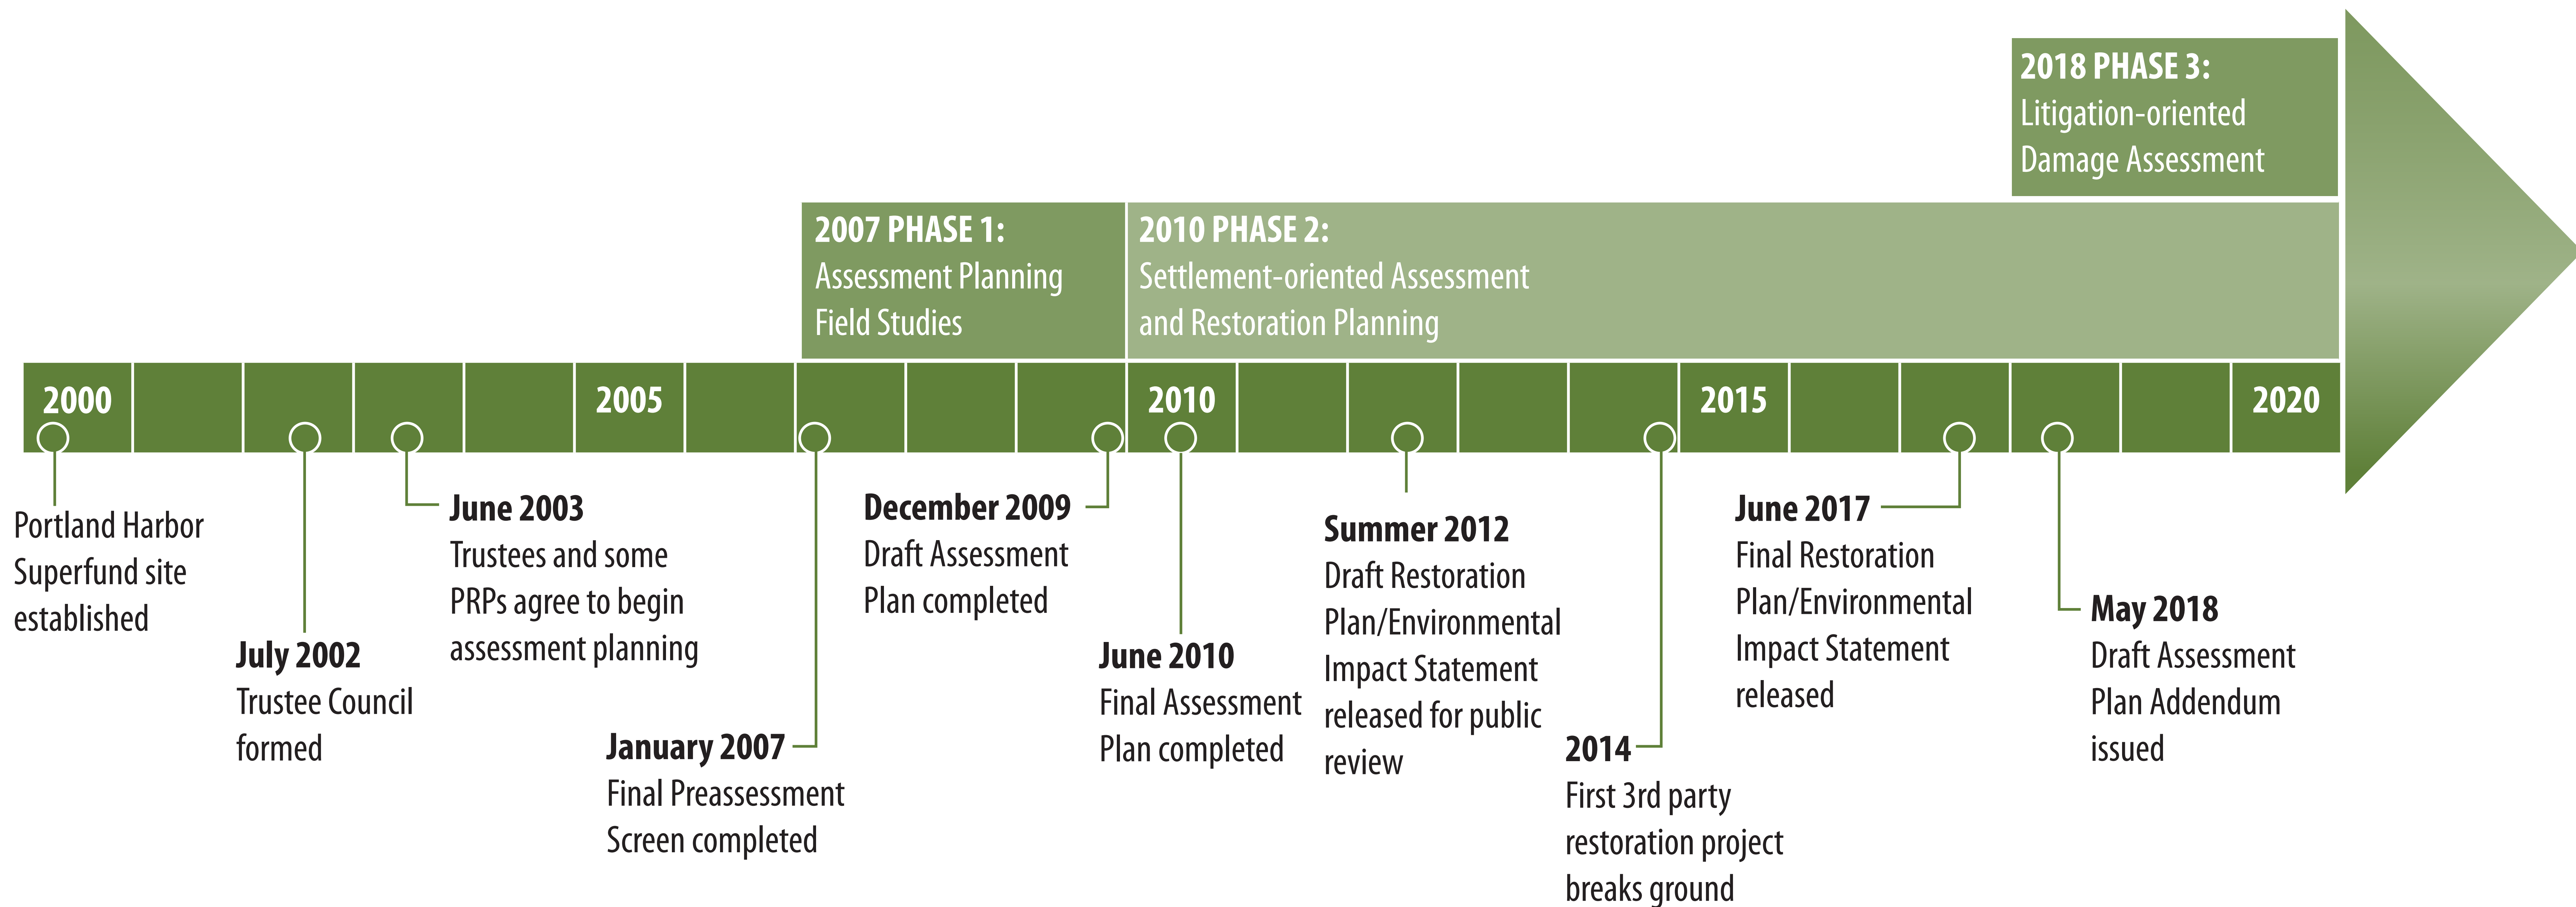 2018 PHASE 3:
Litigation-oriented
Damage Assessment
2007 PHASE 1:
Assessment Planning
Field Studies
2010 PHASE 2:
Settlement-oriented Assessment
and Restoration Planning
2000
2005
2010
2015
2020
Portland Harbor
Superfund site
established
July 2002
Trustee Council
formed
June 2003
Trustees and some
PRPs agree to begin
assessment planning
January 2007
Final Preassessment
Screen completed
December 2009
Draft Assessment
Plan completed
June 2010
Final Assessment
Plan completed
Summer 2012
Draft Restoration
Plan/Environmental
Impact Statement
released for public
review
2014
First 3rd party
restoration project
breaks ground
June 2017
Final Restoration
Plan/Environmental
Impact Statement
released
May 2018
Draft Assessment
Plan Addendum
issued